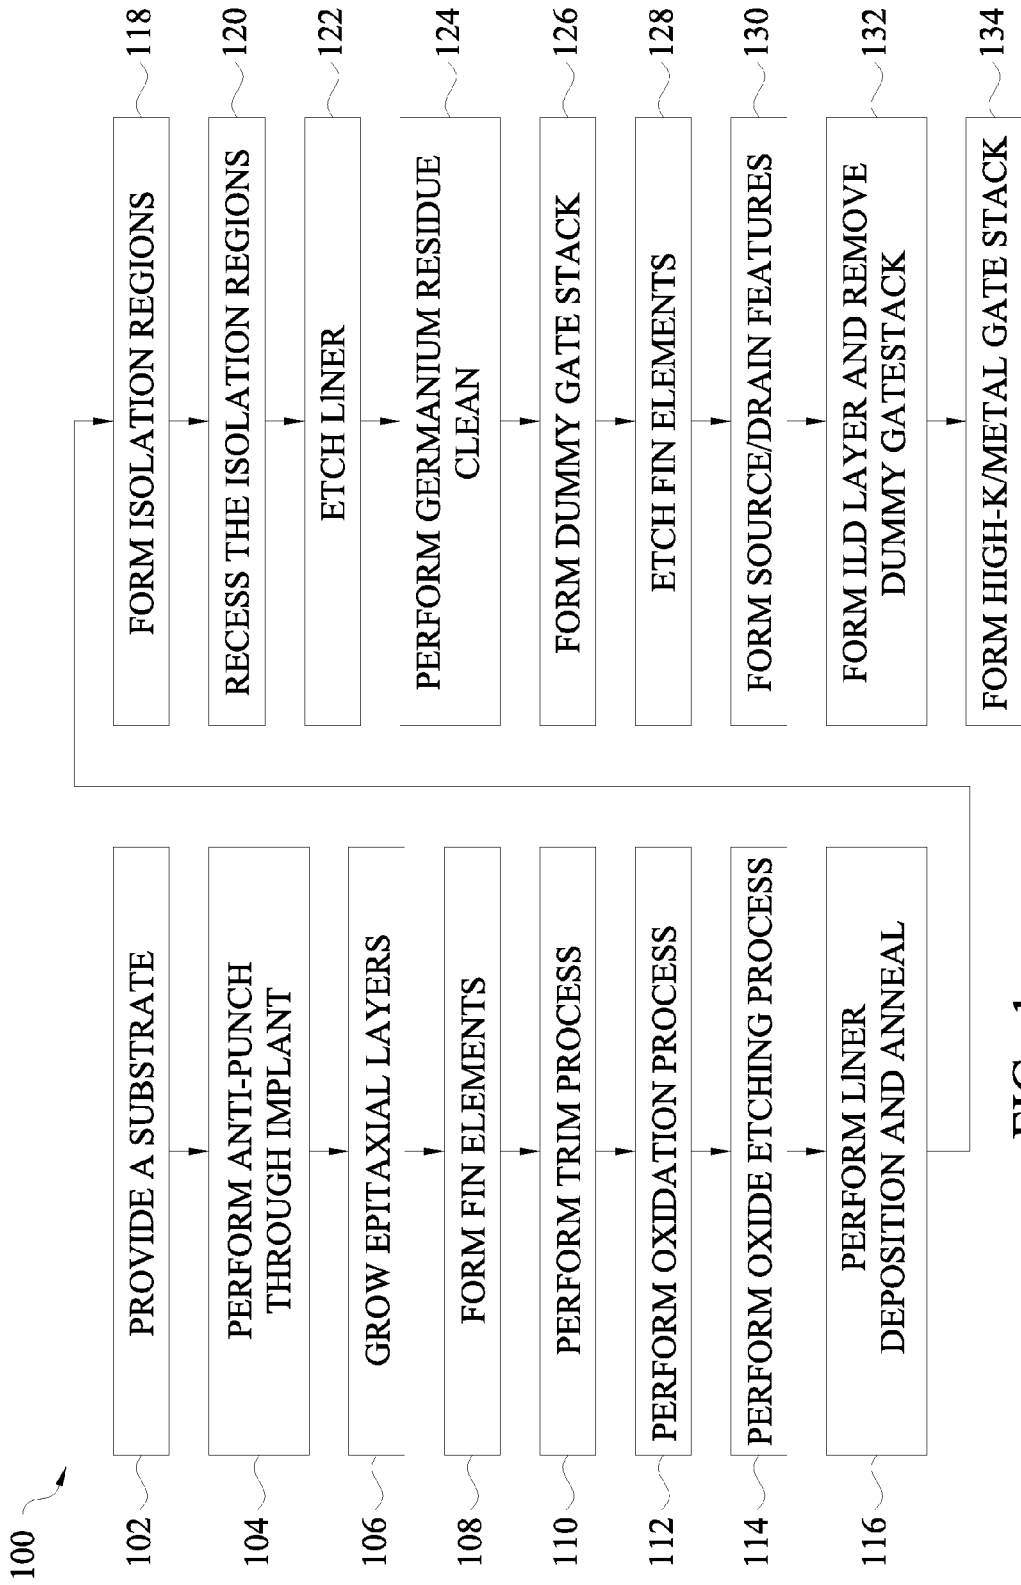 100
102
PROVIDE A SUBSTRATE
104
PERFORM ANTI-PUNCH
THROUGH IMPLANT
106
GROW EPITAXIAL LAYERS
108
FORM FIN ELEMENTS
110
PERFORM TRIM PROCESS
112
PERFORM OXIDATION PROCESS
114
PERFORM OXIDE ETCHING PROCESS
116
PERFORM LINER
DEPOSITION AND ANNEAL
FORM ISOLATION REGIONS
118
RECESS THE ISOLATION REGIONS
120
ETCH LINER
122
PERFORM GERMANIUM RESIDUE
CLEAN
124
FORM DUMMY GATE STACK
126
ETCH FIN ELEMENTS
128
FORM SOURCE/DRAIN FEATURES
130
FORM ILD LAYER AND REMOVE
DUMMY GATESTACK
132
FORM HIGH-K/METAL GATE STACK
134